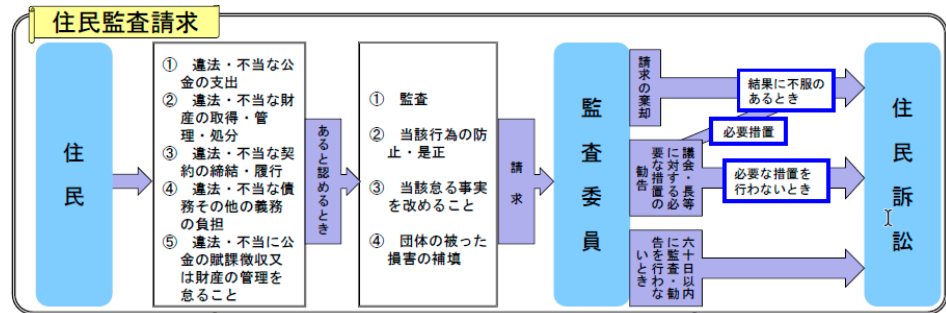 住民監査請求
住民
① 違法・不当な公
金の支出
② 違法・不当な財
産の取得・管
理・処分
③ 違法・不当な契
約の締結・履行
④ 違法・不当な債
務その他の義務
の負担
⑤ 違法・不当に公
金の賦課徴収又
は財産の管理を
怠ること
あると認めるとき
① 監査
② 当該行為の防
止・是正
③ 当該怠る事実
を改めること
④ 団体の被った
損害の補填
請求
監査委員
請求の棄却
結果に不服の
あるとき
必要措置
議会・長等
に対する必
要な措置の
勧告
必要な措置を
行わないとき
六十日以内
に監査・勧
告を行わな
いとき
住民訴訟